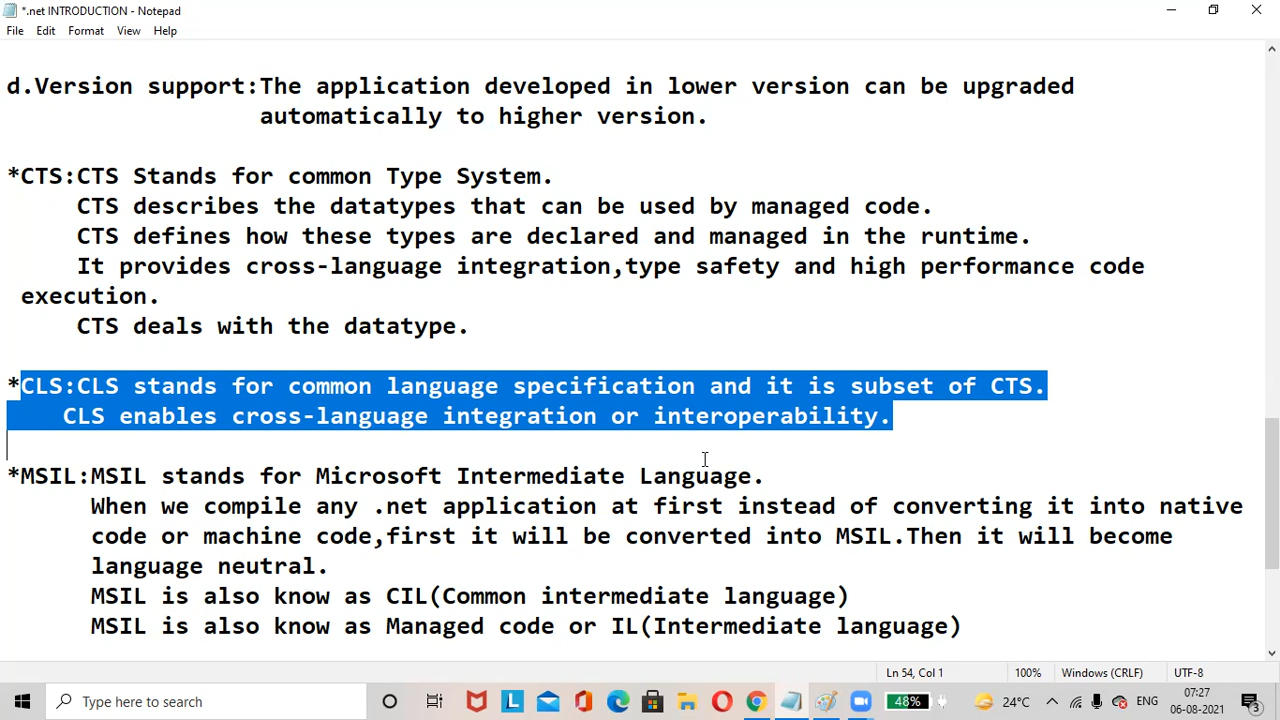 *.net INTRODUCTION - Notepad
File Edit Format View Help
d.Version support:The application developed in lower version can be upgraded
automatically to higher version.
*CTS:CTS Stands for common Type System.
CTS describes the datatypes that can be used by managed code.
CTS defines how these types are declared and managed in the runtime.
It provides cross-language integration,type safety and high performance code
execution.
CTS deals with the datatype.
*CLS:CLS stands for common language specification and it is subset of CTS.
CLS enables cross-language integration or interoperability.
*MSIL:MSIL stands for Microsoft Intermediate Language.
When we compile any .net application at first instead of converting it into native
code or machine code,first it will be converted into MSIL.Then it will become
language neutral.
MSIL is also know as CIL(Common intermediate language)
MSIL is also know as Managed code or IL(Intermediate language)
Ln 54, Col 1 100% Windows (CRLF) UTF-8
Type here to search L 48% 24°C ENG 07:27
06-08-2021 3